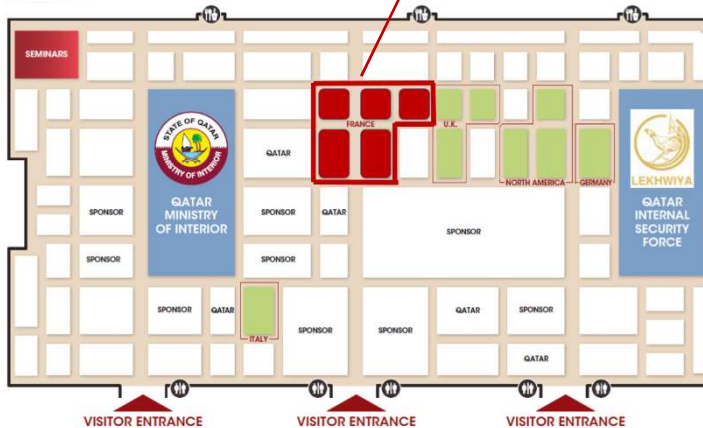 SEMINARS
STATE OF QATAR
MINISTRY OF INTERIOR
QATAR
MINISTRY
OF INTERIOR
FRANCE
U.K.
NORTH AMERICA
GERMANY
LEKHWIYA
QATAR
INTERNAL
SECURITY
FORCE
QATAR
SPONSOR
SPONSOR
QATAR
SPONSOR
SPONSOR
SPONSOR
SPONSOR
QATAR
ITALY
SPONSOR
SPONSOR
QATAR
SPONSOR
QATAR
VISITOR ENTRANCE
VISITOR ENTRANCE
VISITOR ENTRANCE